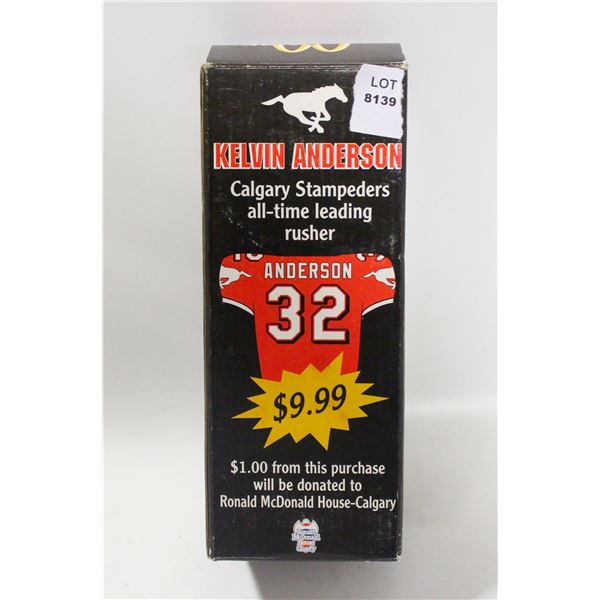 LOT
8139
KELVIN ANDERSON
Calgary Stampeders
all-time leading
rusher
ANDERSON
32
$9.99
$1.00 from this purchase
will be donated to
Ronald McDonald House-Calgary